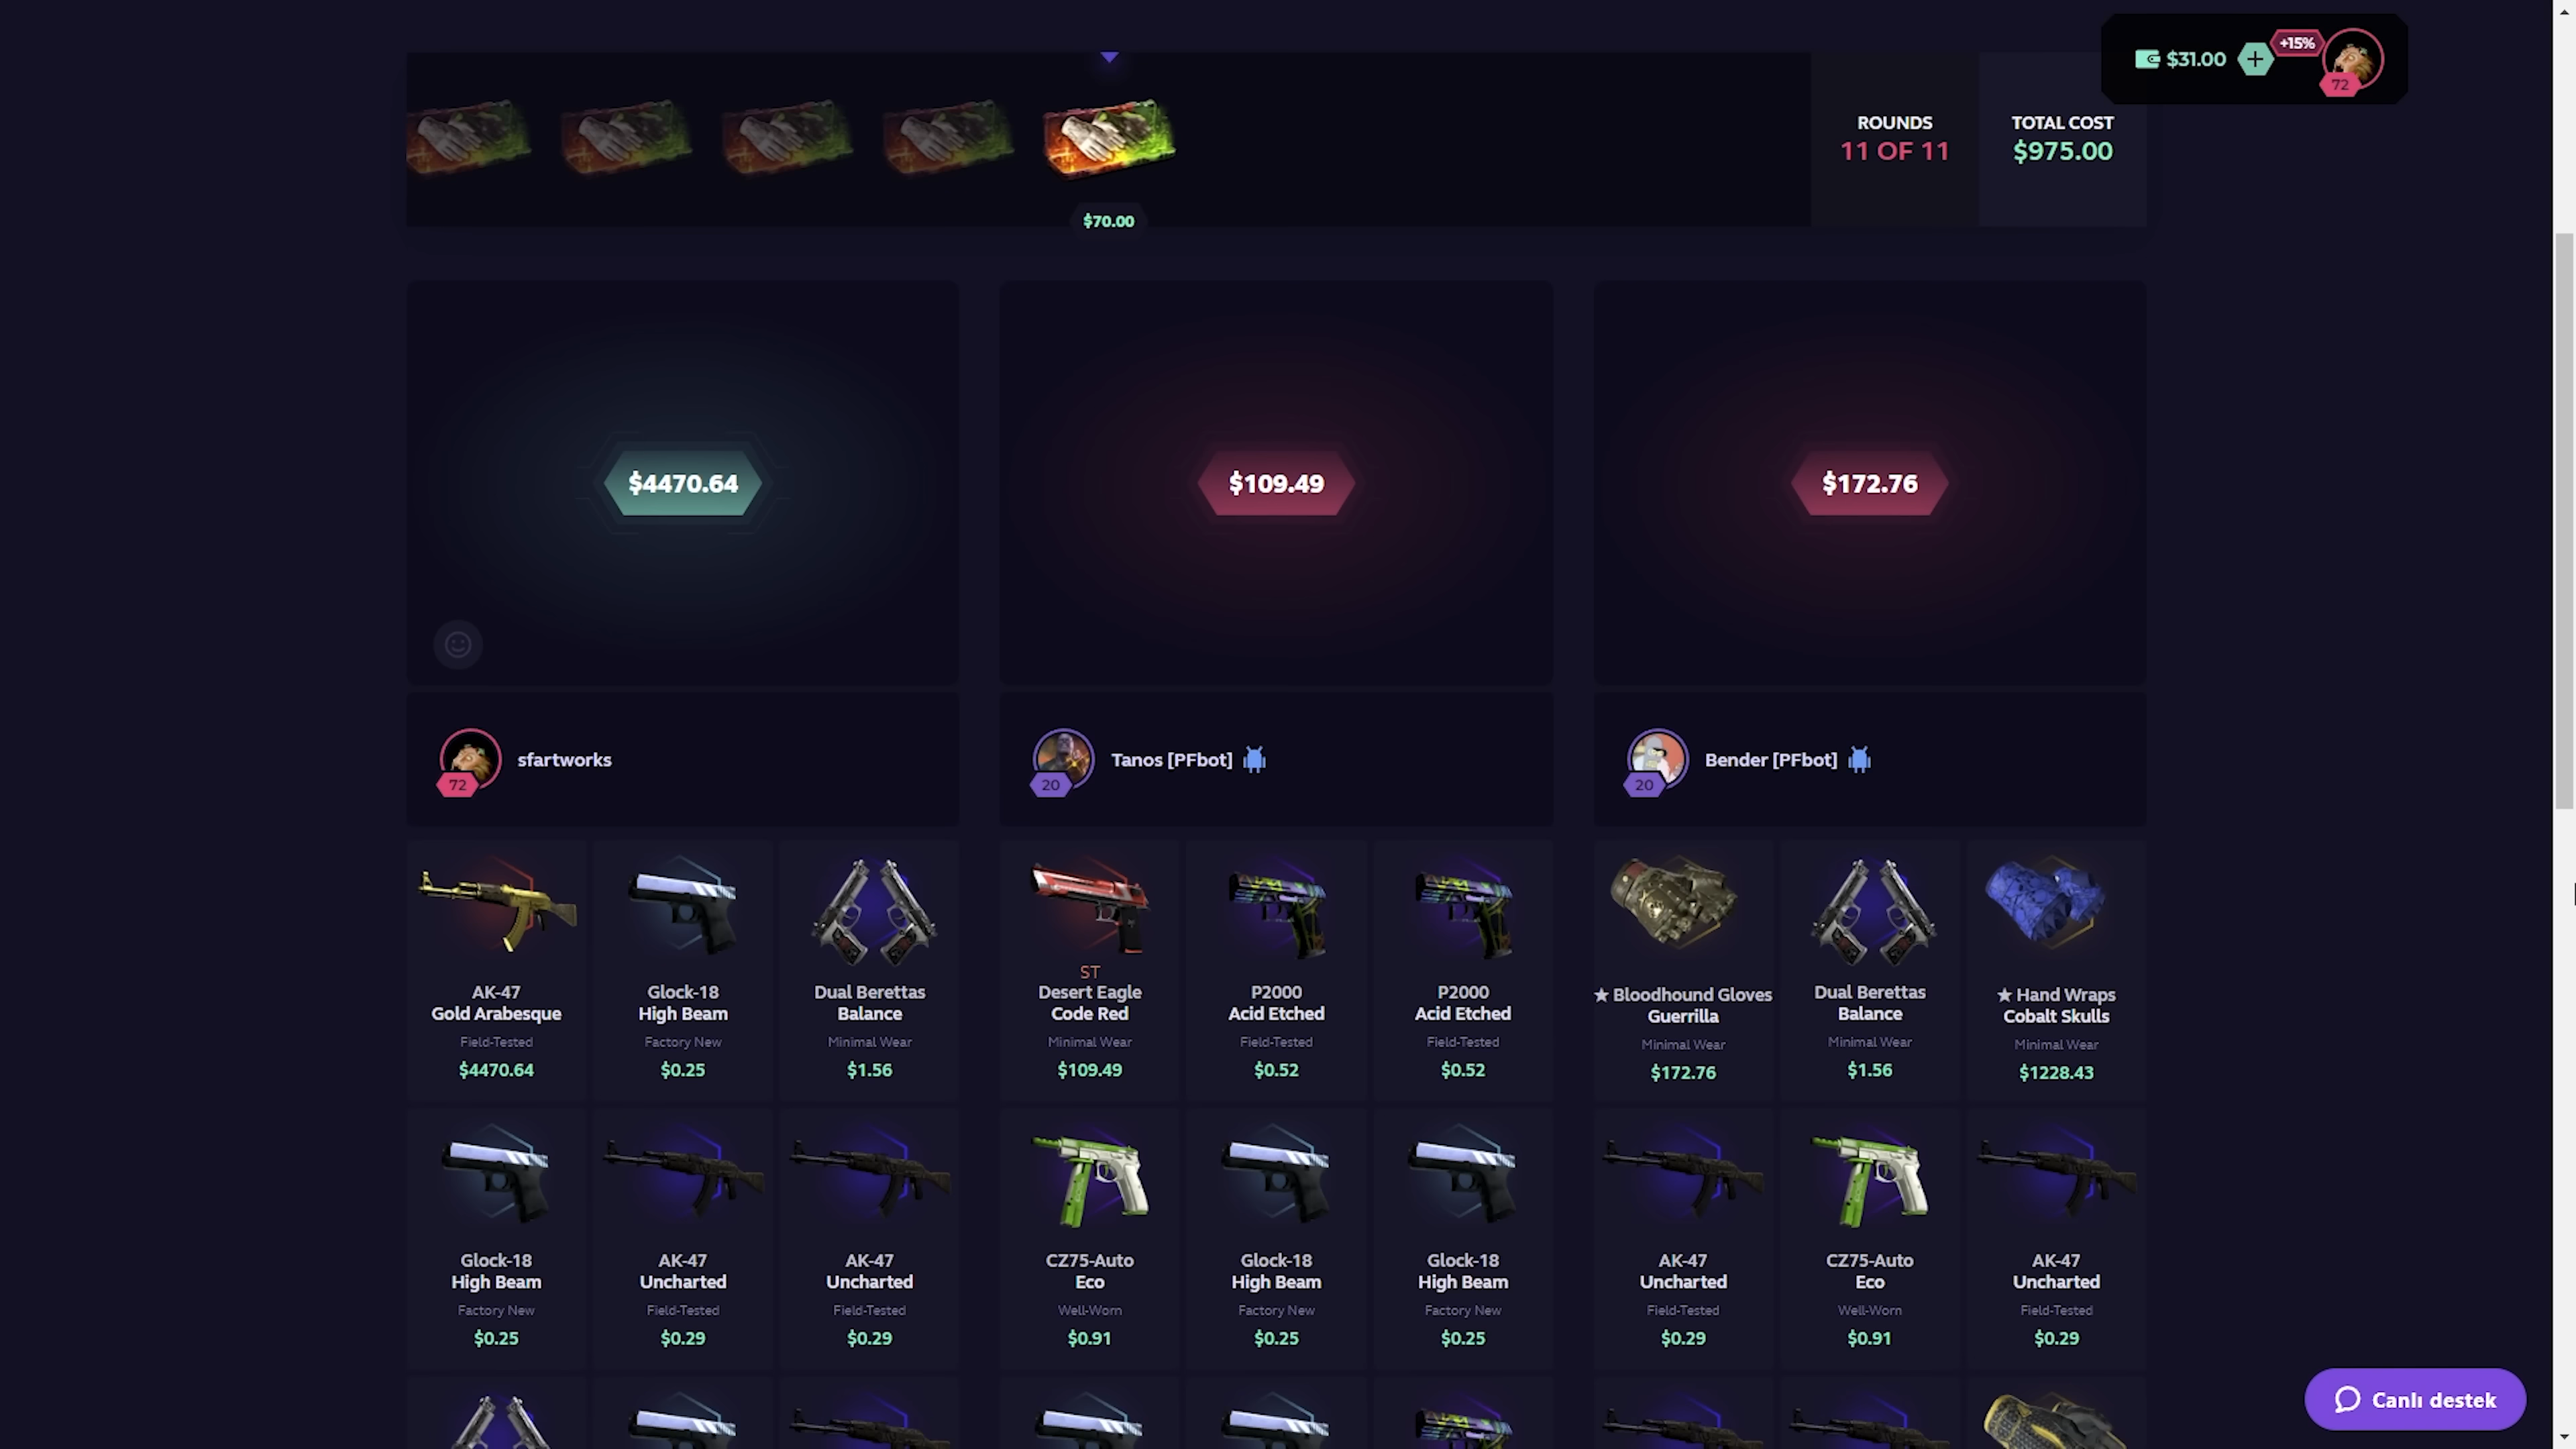 $31.00
+15%
72
ROUNDS
11 OF 11
TOTAL COST
$975.00
$70.00
$4470.64
$109.49
$172.76
72
sfartworks
20
Tanos [PFbot]
20
Bender [PFbot]
AK-47
Gold Arabesque
Field-Tested
$4470.64
Glock-18
High Beam
Factory New
$0.25
Dual Berettas
Balance
Minimal Wear
$1.56
ST
Desert Eagle
Code Red
Minimal Wear
$109.49
P2000
Acid Etched
Field-Tested
$0.52
P2000
Acid Etched
Field-Tested
$0.52
★ Bloodhound Gloves
Guerrilla
Minimal Wear
$172.76
Dual Berettas
Balance
Minimal Wear
$1.56
★ Hand Wraps
Cobalt Skulls
Minimal Wear
$1228.43
Glock-18
High Beam
Factory New
$0.25
AK-47
Uncharted
Field-Tested
$0.29
AK-47
Uncharted
Field-Tested
$0.29
CZ75-Auto
Eco
Well-Worn
$0.91
Glock-18
High Beam
Factory New
$0.25
Glock-18
High Beam
Factory New
$0.25
AK-47
Uncharted
Field-Tested
$0.29
CZ75-Auto
Eco
Well-Worn
$0.91
AK-47
Uncharted
Field-Tested
$0.29
Canlı destek